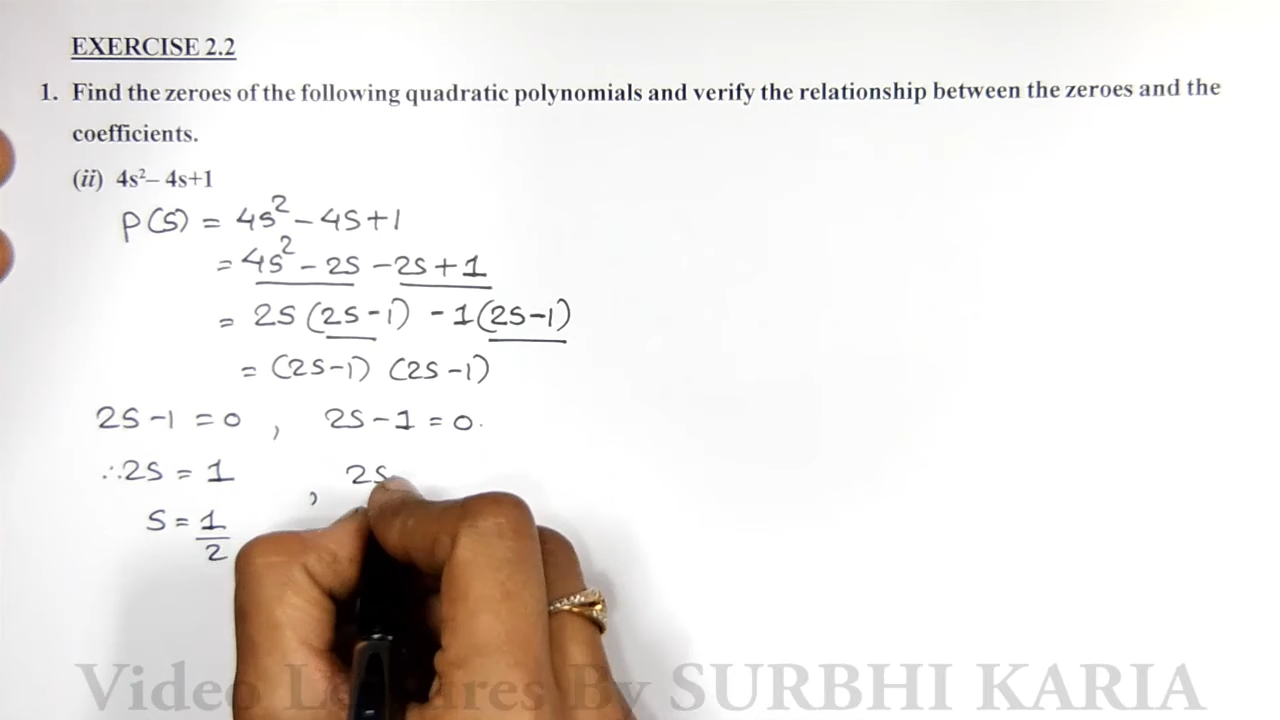 EXERCISE 2.2
1. Find the zeroes of the following quadratic polynomials and verify the relationship between the zeroes and the
coefficients.
(ii) 4s²– 4s+1
P(S) = 4s² - 4S + 1
= 4s² - 2S - 2S + 1
= 2S (2S - 1) - 1 (2S - 1)
= (2S - 1) (2S - 1)
2S - 1 = 0 , 2S - 1 = 0.
∴ 2S = 1 , 2S
S = 1/2
Video Lectures By SURBHI KARIA